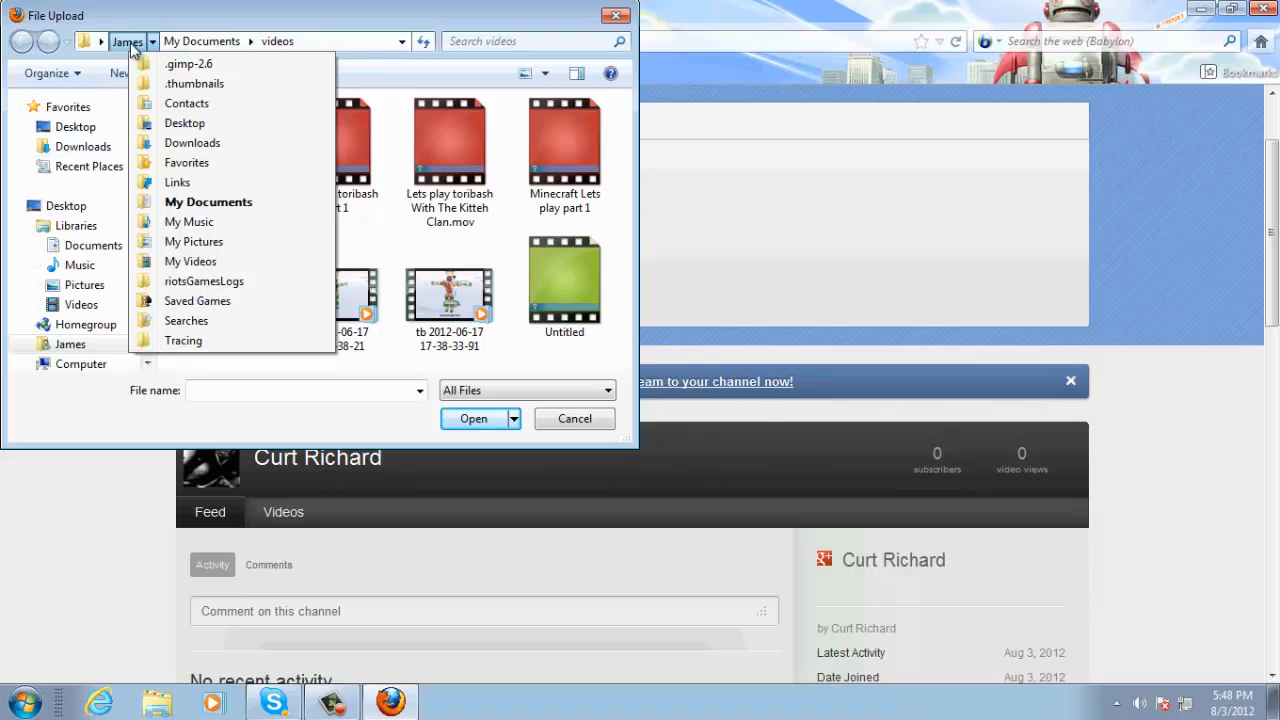 File Upload
James My Documents videos Search videos
Search the web (Babylon)
Organize New
Bookmarks
.gimp-2.6
.thumbnails
Contacts
Desktop
Downloads
Favorites
Links
My Documents
My Music
My Pictures
My Videos
riotsGamesLogs
Saved Games
Searches
Tracing
Favorites
Desktop
Downloads
Recent Places
Desktop
Libraries
Documents
Music
Pictures
Videos
Homegroup
James
Computer
toribash
1
Lets play toribash
With The Kitteh
Clan.mov
Minecraft Lets
play part 1
-06-17
-38-21
tb 2012-06-17
17-38-33-91
Untitled
File name: All Files
Open Cancel
eam to your channel now!
Curt Richard
0
subscribers
0
video views
Feed Videos
Activity Comments
Comment on this channel
No recent activity
Curt Richard
by Curt Richard
Latest Activity Aug 3, 2012
Date Joined Aug 3, 2012
5:48 PM
8/3/2012